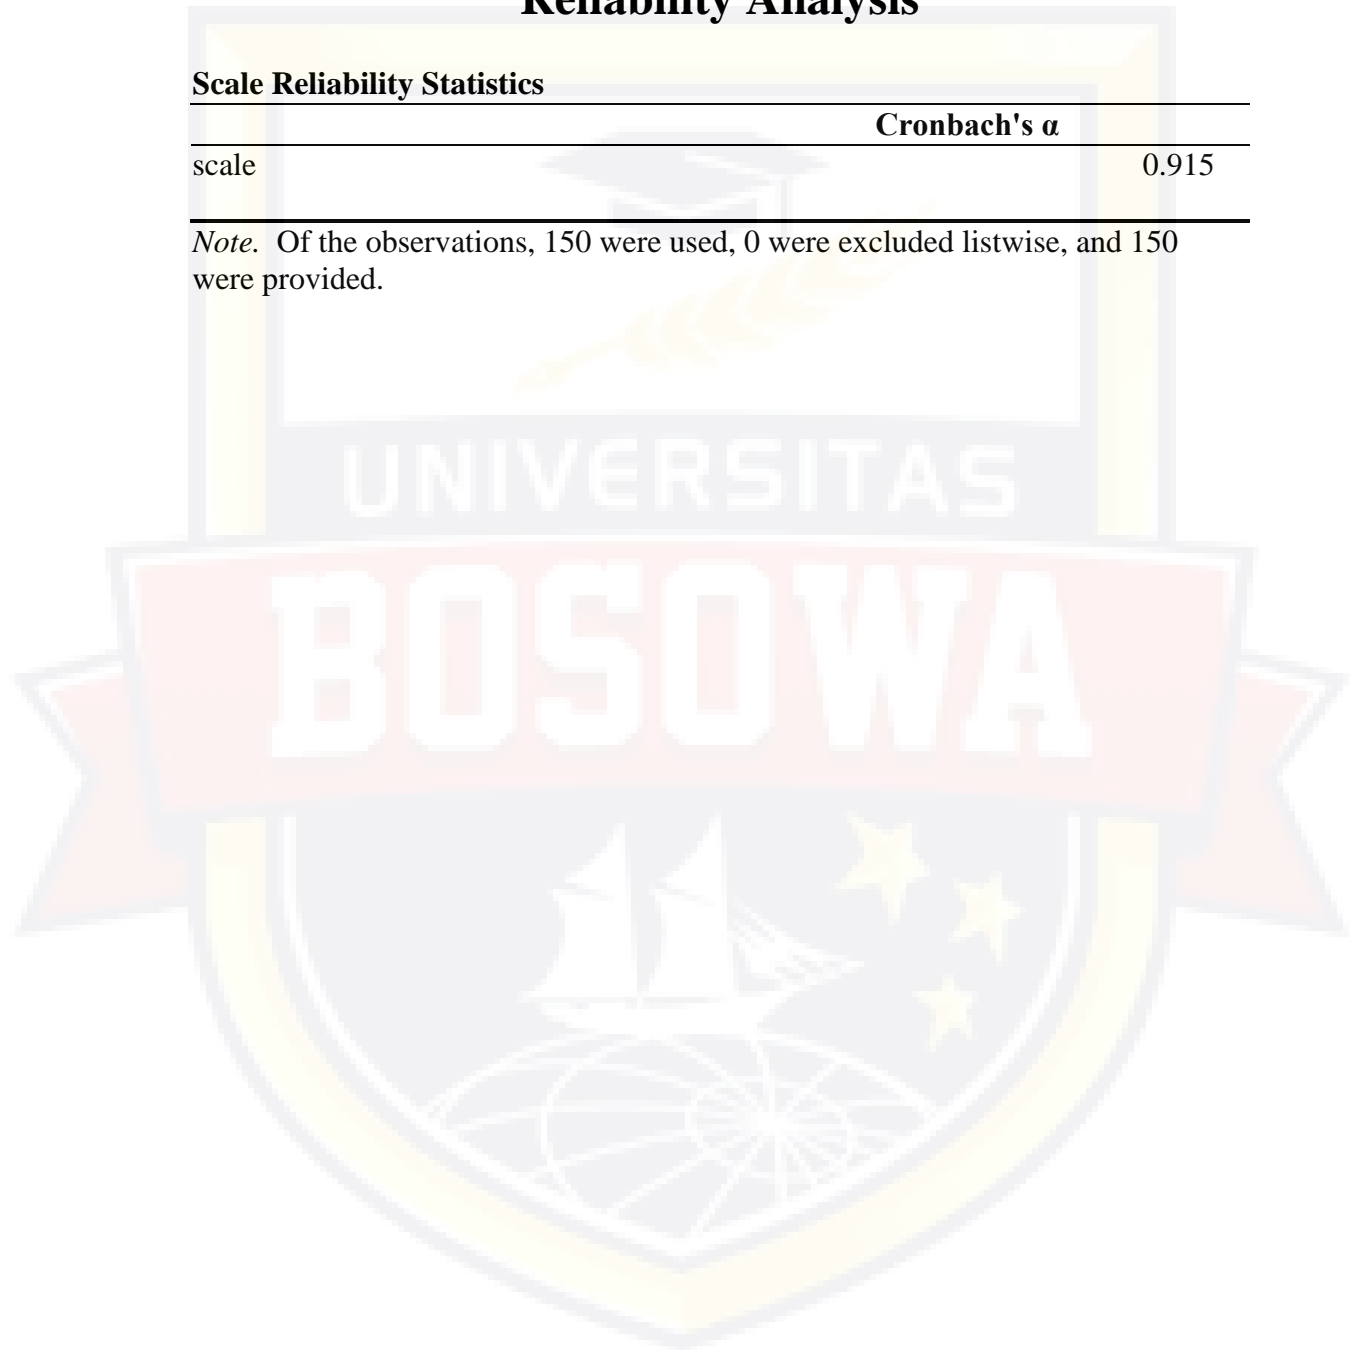 Reliability Analysis
Scale Reliability Statistics
Cronbach's α
scale 0.915
Note. Of the observations, 150 were used, 0 were excluded listwise, and 150
were provided.
UNIVERSITAS
BOSOWA